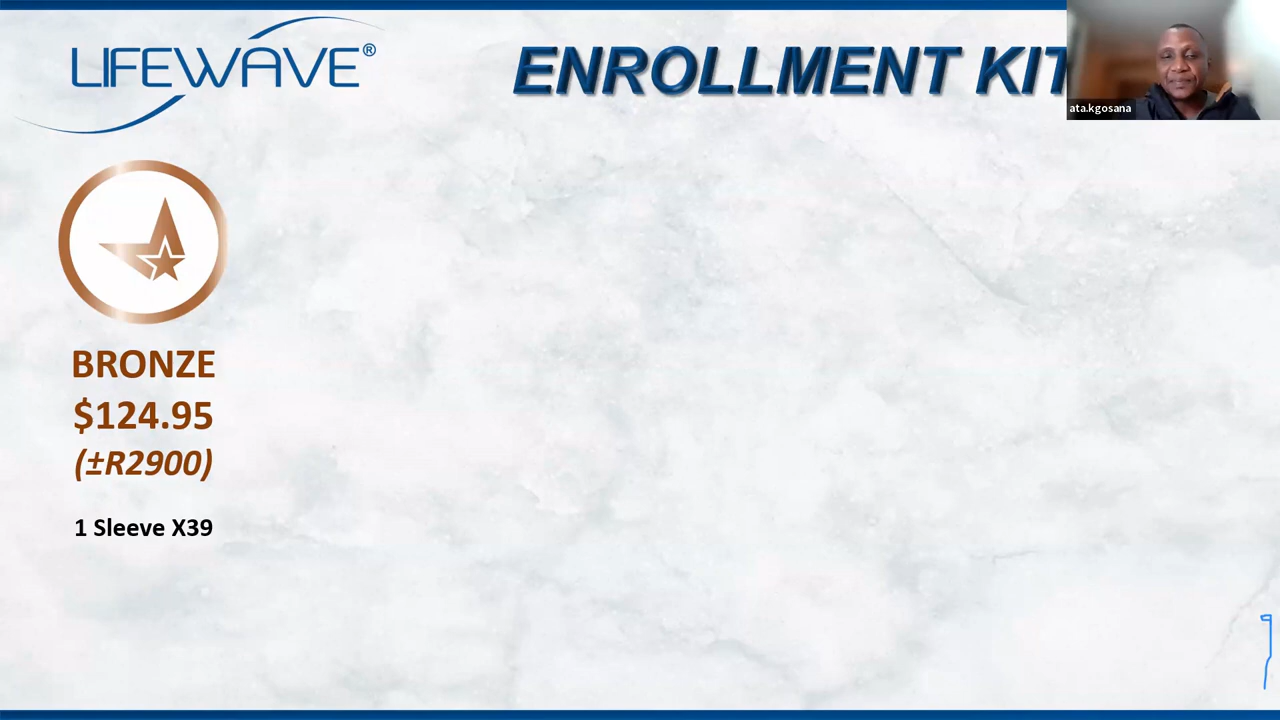 LIFEWAVE®
ENROLLMENT KIT
ata.kgosana
BRONZE
$124.95
(±R2900)
1 Sleeve X39